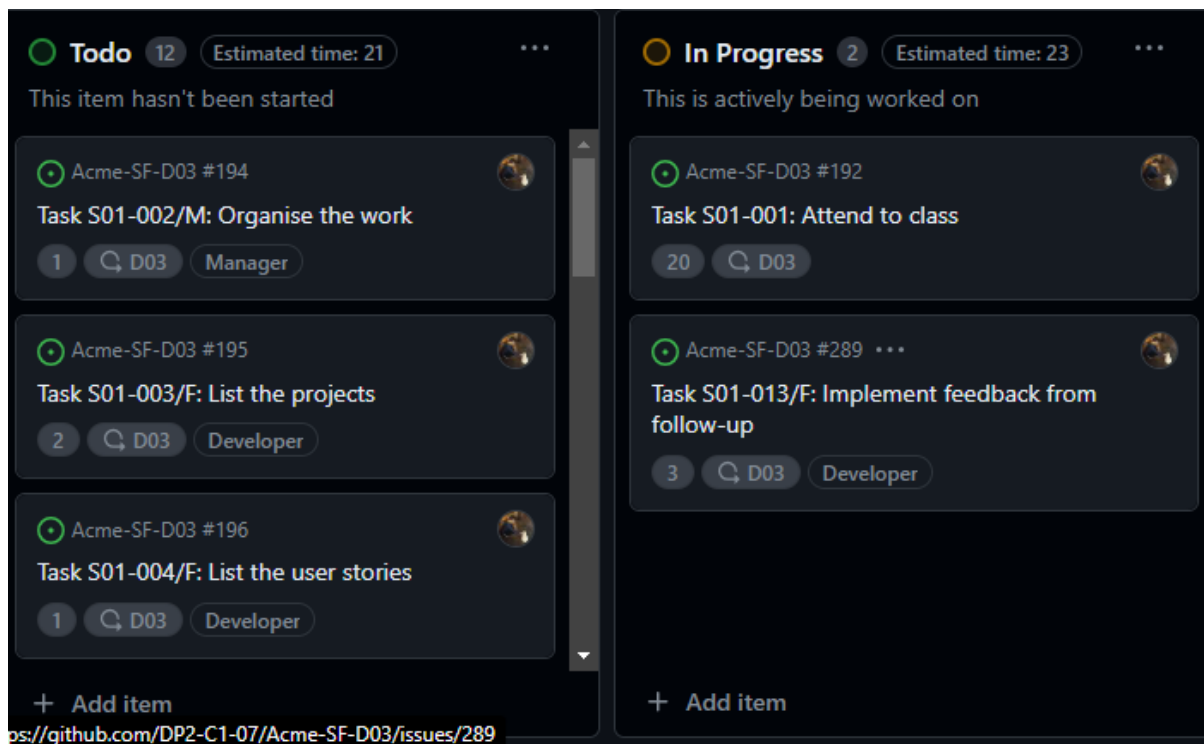 Todo 12 Estimated time: 21
This item hasn't been started
Acme-SF-D03 #194
Task S01-002/M: Organise the work
1 D03 Manager
Acme-SF-D03 #195
Task S01-003/F: List the projects
2 D03 Developer
Acme-SF-D03 #196
Task S01-004/F: List the user stories
1 D03 Developer
+ Add item
ps://github.com/DP2-C1-07/Acme-SF-D03/issues/289
In Progress 2 Estimated time: 23
This is actively being worked on
Acme-SF-D03 #192
Task S01-001: Attend to class
20 D03
Acme-SF-D03 #289
Task S01-013/F: Implement feedback from
follow-up
3 D03 Developer
+ Add item